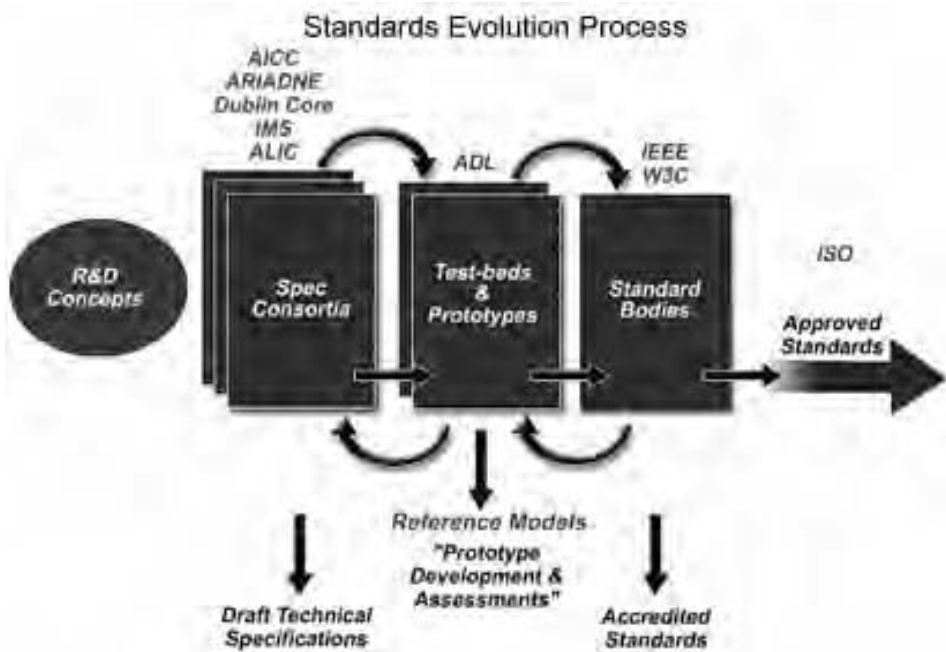 Standards Evolution Process
AICC
ARIADNE
Dublin Core
IMS
ALIC
ADL
IEEE
W3C
ISO
R&D
Concepts
Spec
Consortia
Test-beds
&
Prototypes
Standard
Bodies
Approved
Standards
Reference Models
"Prototype
Development &
Assessments"
Draft Technical
Specifications
Accredited
Standards